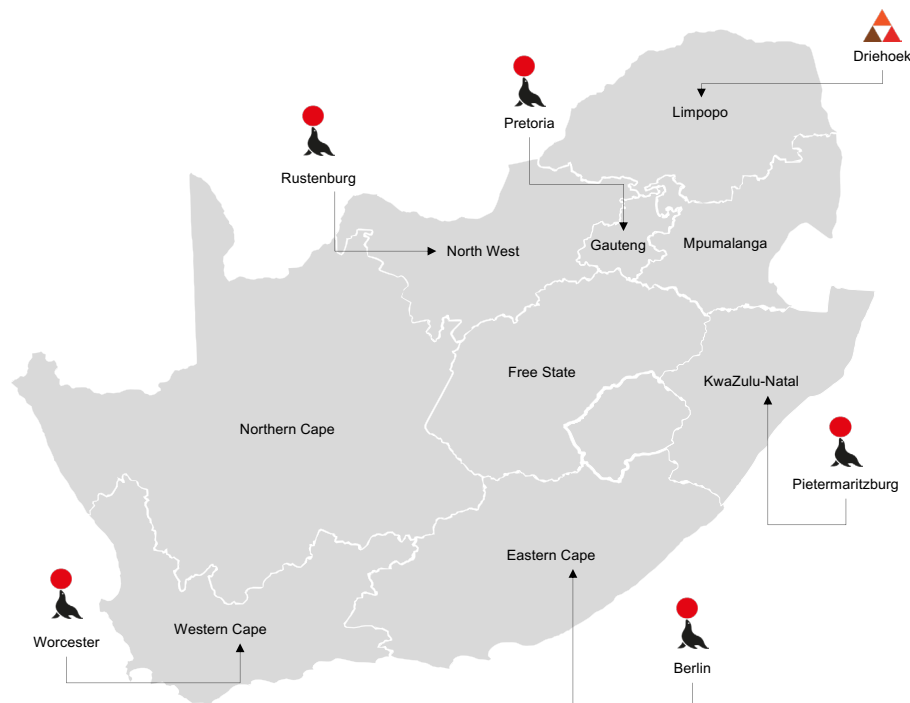 Driehoek
Limpopo
Pretoria
Rustenburg
North West
Gauteng
Mpumalanga
Free State
KwaZulu-Natal
Northern Cape
Pietermaritzburg
Eastern Cape
Western Cape
Worcester
Berlin